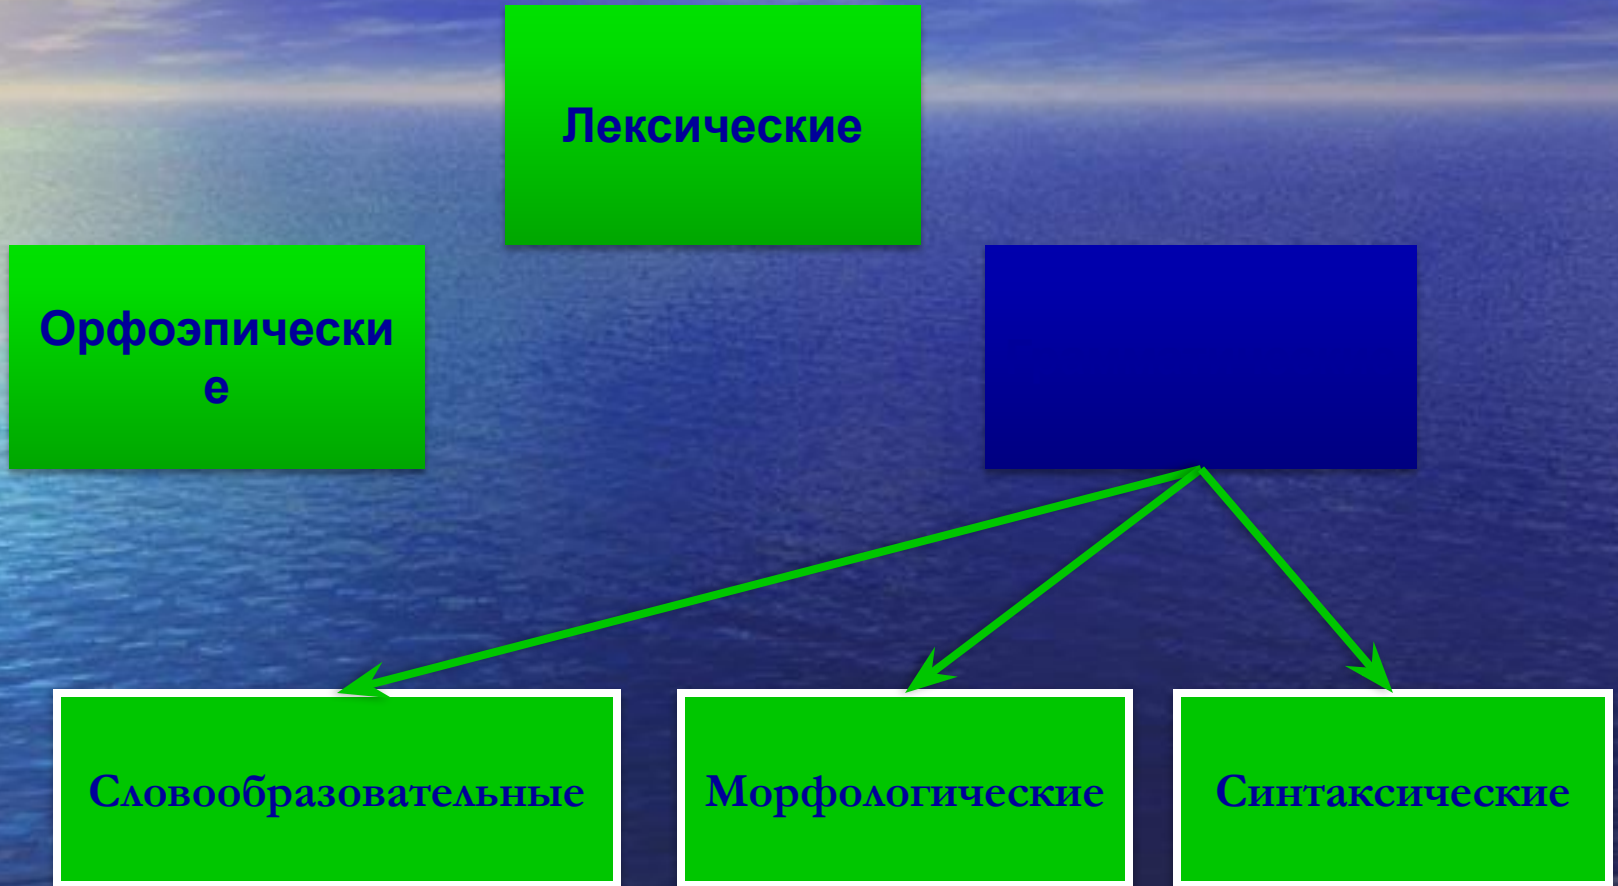 Лексические
Орфоэпически
е
Словообразовательные
Морфологические
Синтаксические